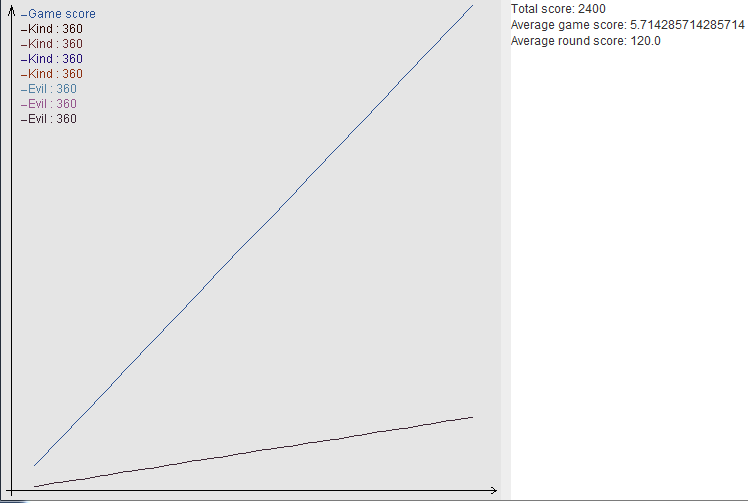 Game score
Kind : 360
Kind : 360
Kind : 360
Kind : 360
Evil : 360
Evil : 360
Evil : 360
Total score: 2400
Average game score: 5.714285714285714
Average round score: 120.0